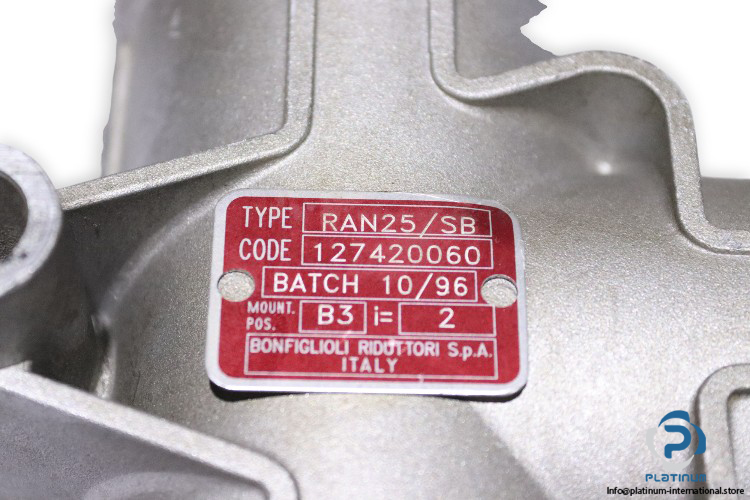 TYPE RAN25/SB
CODE 127420060
BATCH 10/96
MOUNT. POS. B3 i= 2
BONFIGLIOLI RIDUTTORI S.p.A.
ITALY
PLATINUM
Info@platinum-international.store